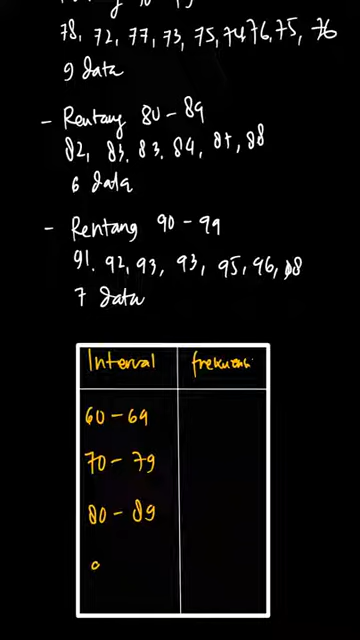 78, 72, 77, 73, 75, 74 76, 75, 76
9 data
- Rentang 80 - 89
82, 83. 83. 84, 87, 88
6 data
- Rentang 90 - 99
91. 92, 93, 93, 95, 96, 98
7 data
Interval frekuensi
60 - 69
70 - 79
80 - 89